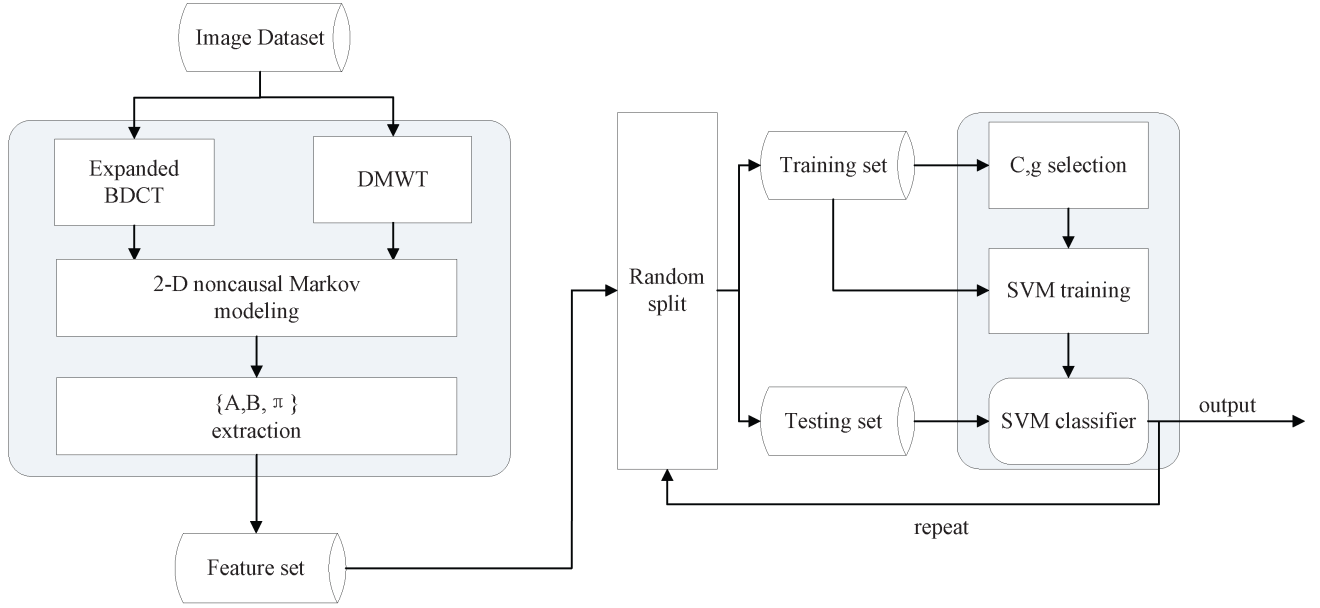 Image Dataset
Expanded
BDCT
DMWT
2-D noncausal Markov
modeling
{A,B, π }
extraction
Feature set
Random
split
Training set
Testing set
C,g selection
SVM training
SVM classifier
output
repeat